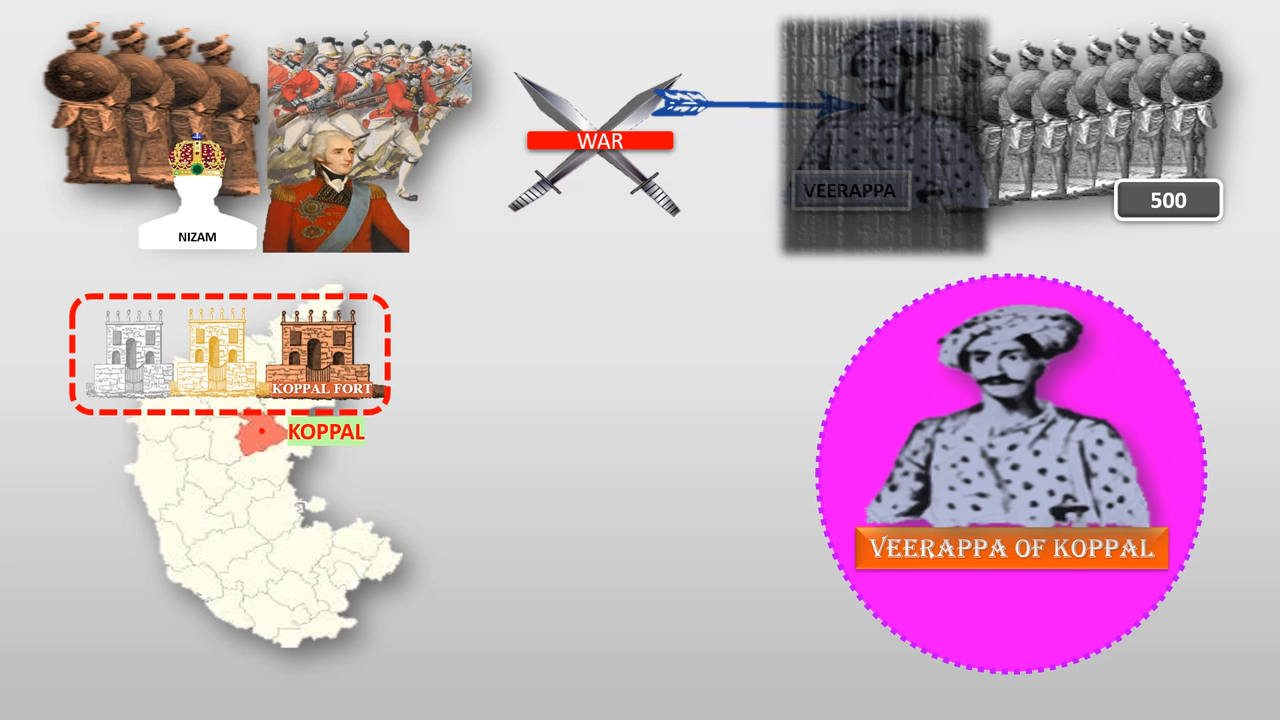 WAR
VEERAPPA
500
NIZAM
KOPPAL FORT
KOPPAL
VEERAPPA OF KOPPAL